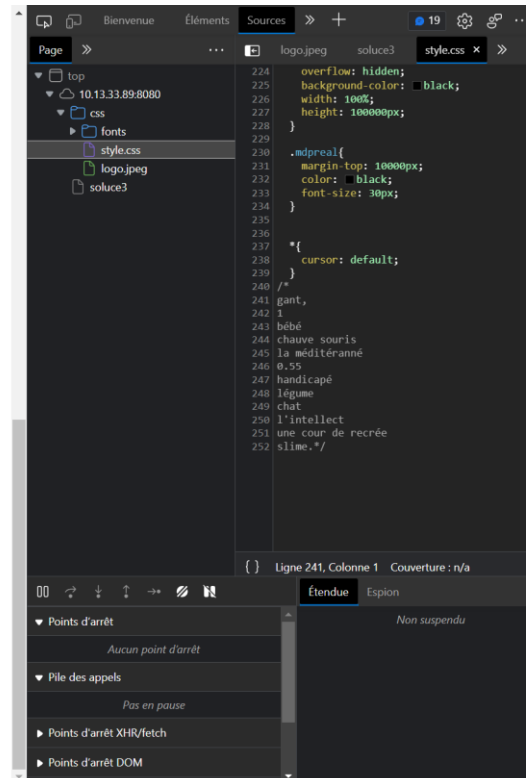 Bienvenue Éléments Sources » + 19 ...
Page » ... logo.jpeg soluce3 style.css × »
top
10.13.33.89:8080
css
fonts
style.css
logo.jpeg
soluce3
224 overflow: hidden;
225 background-color: black;
226 width: 100%;
227 height: 100000px;
228 }
229
230 .mdpreal{
231 margin-top: 10000px;
232 color: black;
233 font-size: 30px;
234 }
235
236
237 *{
238 cursor: default;
239 }
240 /*
241 gant,
242 1
243 bébé
244 chauve souris
245 la méditéranné
246 0.55
247 handicapé
248 légume
249 chat
250 l'intellect
251 une cour de recrée
252 slime.*/
{ } Ligne 241, Colonne 1 Couverture : n/a
Étendue Espion
Points d'arrêt
Non suspendu
Aucun point d'arrêt
Pile des appels
Pas en pause
Points d'arrêt XHR/fetch
Points d'arrêt DOM